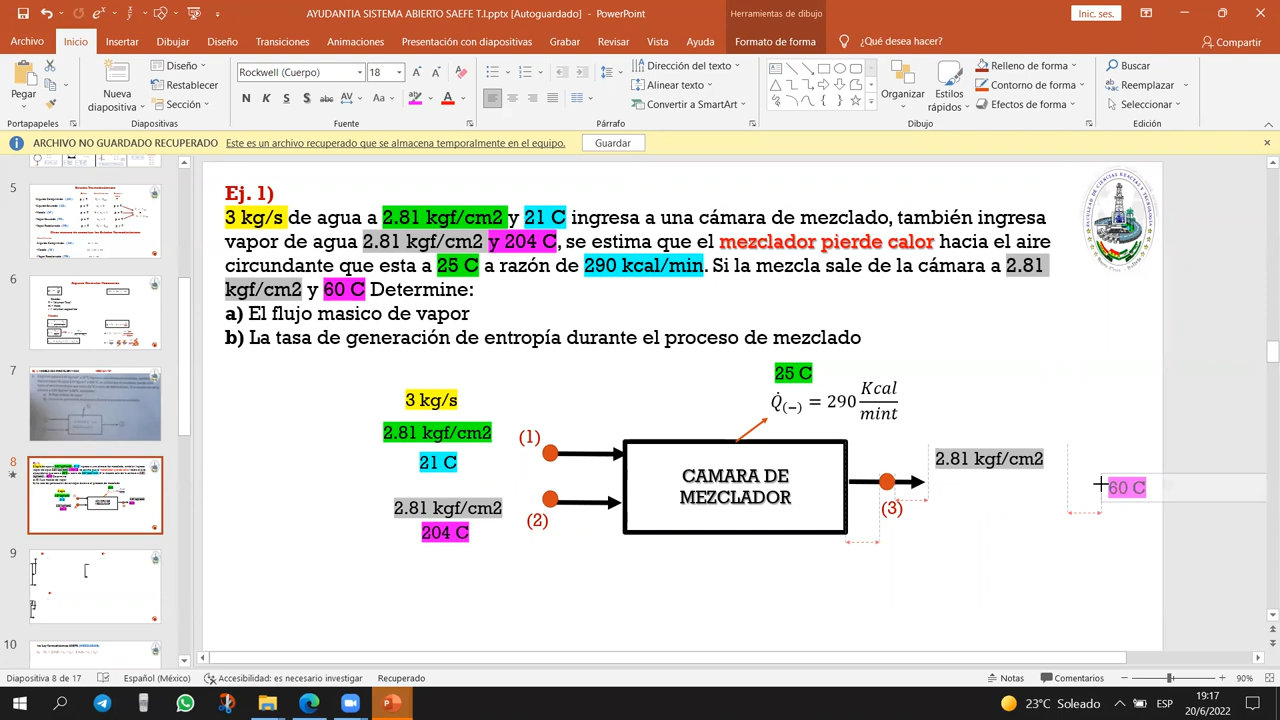 AYUDANTIA SISTEMA ABIERTO SAEFE T.I.pptx [Autoguardado] - PowerPoint
Herramientas de dibujo
Inic. ses.
Archivo Inicio Insertar Dibujar Diseño Transiciones Animaciones Presentación con diapositivas Grabar Revisar Vista Ayuda Formato de forma ¿Qué desea hacer? Compartir
Pegar
Nueva diapositiva
Diseño
Restablecer
Sección
Rockwell (Cuerpo) 18
N K S S abc AV Aa A
Dirección del texto
Alinear texto
Convertir a SmartArt
Organizar
Estilos rápidos
Relleno de forma
Contorno de forma
Efectos de forma
Buscar
Reemplazar
Seleccionar
Portapapeles Diapositivas Fuente Párrafo Dibujo Edición
ARCHIVO NO GUARDADO RECUPERADO Este es un archivo recuperado que se almacena temporalmente en el equipo. Guardar
5
7
8
9
10
Ej. 1)
3 kg/s de agua a 2.81 kgf/cm2 y 21 C ingresa a una cámara de mezclado, también ingresa
vapor de agua 2.81 kgf/cm2 y 204 C, se estima que el mezclador pierde calor hacia el aire
circundante que esta a 25 C a razón de 290 kcal/min. Si la mezcla sale de la cámara a 2.81
kgf/cm2 y 60 C Determine:
a) El flujo masico de vapor
b) La tasa de generación de entropía durante el proceso de mezclado
25 C
Q̇(−) = 290 Kcal/mint
3 kg/s
2.81 kgf/cm2
21 C
(1)
2.81 kgf/cm2
204 C
(2)
CAMARA DE
MEZCLADOR
2.81 kgf/cm2
60 C
(3)
Diapositiva 8 de 17 Español (México) Accesibilidad: es necesario investigar Recuperado Notas Comentarios 90%
23°C Soleado ESP 19:17
20/6/2022